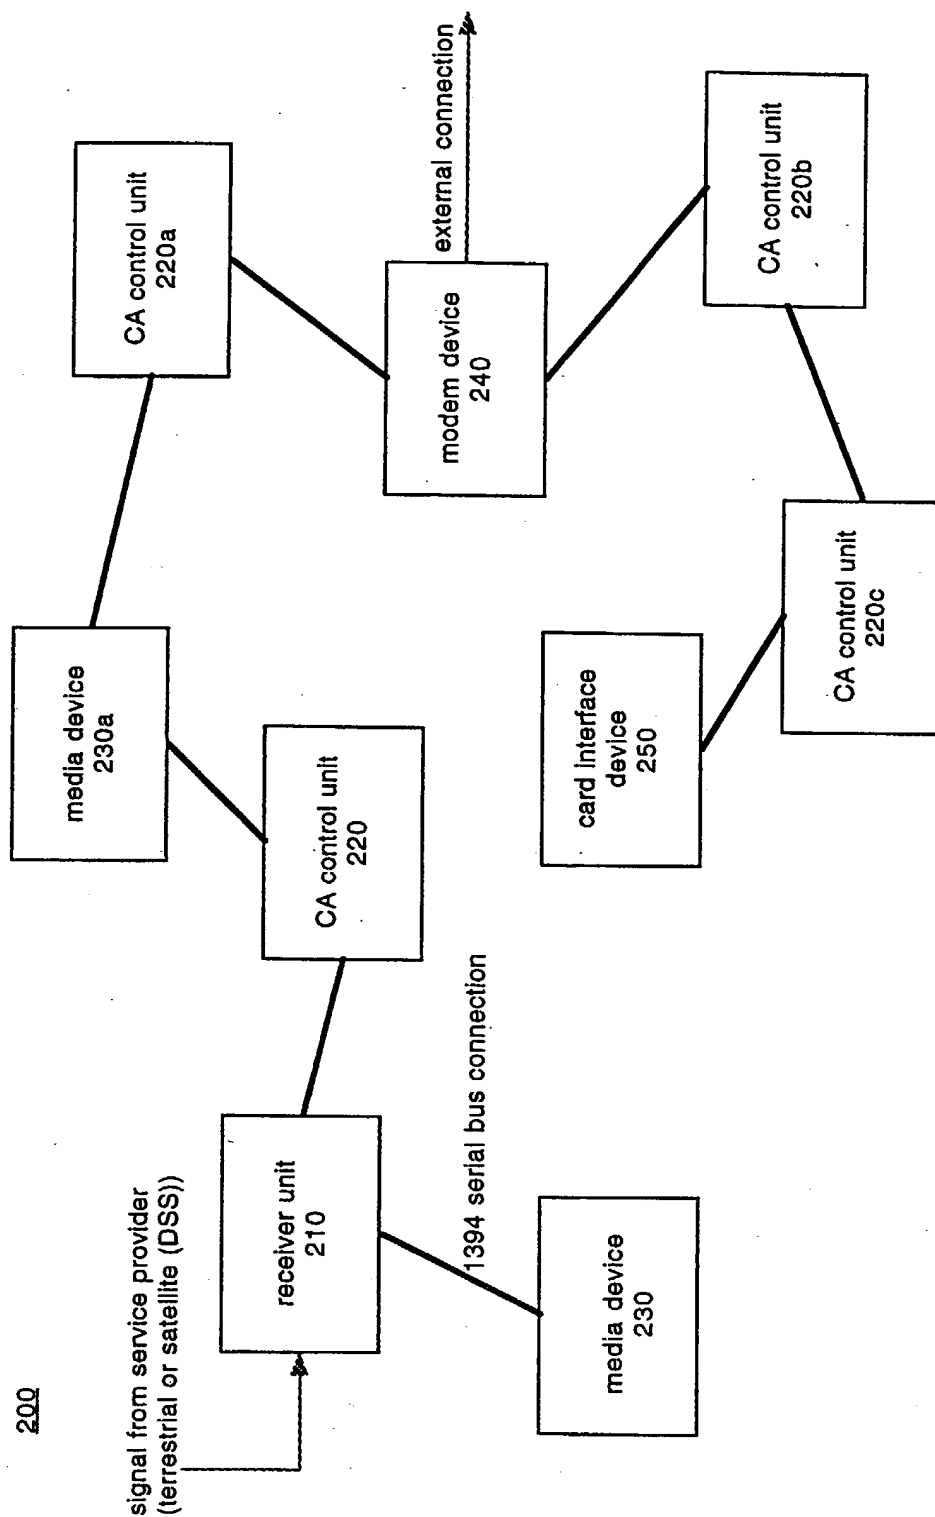 200
signal from service provider
(terrestrial or satellite (DSS))
receiver unit
210
1394 serial bus connection
media device
230
CA control unit
220
media device
230a
CA control unit
220a
modem device
240
external connection
CA control unit
220b
CA control unit
220c
card interface
device
250